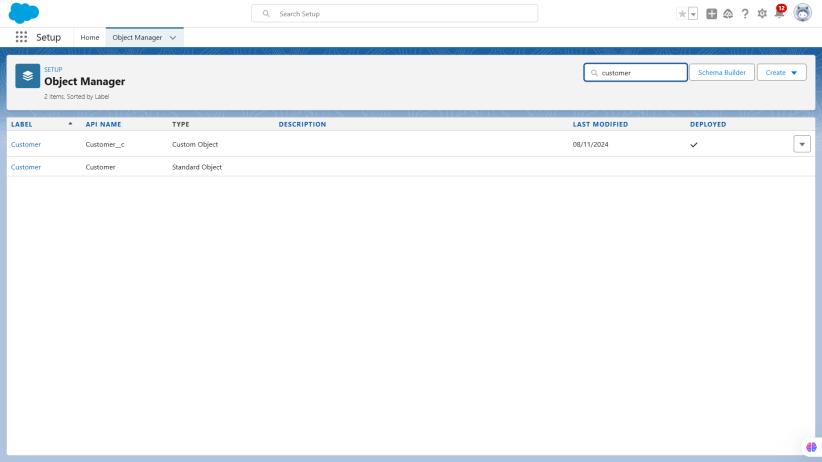 Search Setup
12
Setup
Home
Object Manager
SETUP
Object Manager
2 Items, Sorted by Label
customer
Schema Builder
Create
LABEL API NAME TYPE DESCRIPTION LAST MODIFIED DEPLOYED
Customer Customer__c Custom Object 08/11/2024
Customer Customer Standard Object